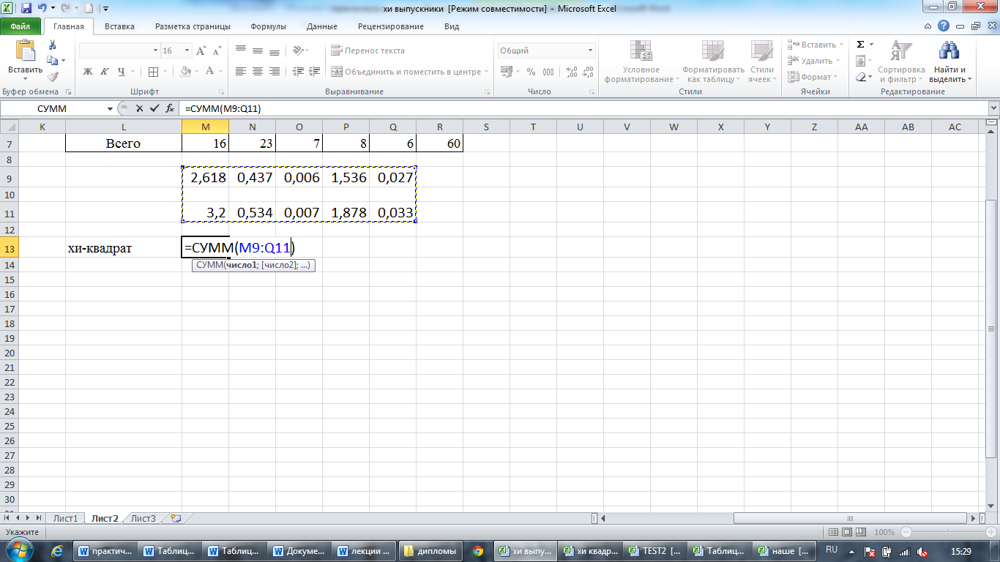 хи выпускники [Режим совместимости] - Microsoft Excel
Файл Главная Вставка Разметка страницы Формулы Данные Рецензирование Вид
Вставить
Буфер обмена
16
Ж К Ч
Шрифт
Перенос текста
Объединить и поместить в центре
Выравнивание
Общий
% 000
Число
Условное форматирование
Форматировать как таблицу
Стили ячеек
Стили
Вставить
Удалить
Формат
Ячейки
Сортировка и фильтр
Найти и выделить
Редактирование
СУММ =СУММ(M9:Q11)
K L M N O P Q R S T U V W X Y Z AA AB AC
7 Всего 16 23 7 8 6 60
8
9 2,618 0,437 0,006 1,536 0,027
10
11 3,2 0,534 0,007 1,878 0,033
12
13 хи-квадрат =СУММ(M9:Q11)
14 СУММ(число1; [число2]; ...)
15
16
17
18
19
20
21
22
23
24
25
26
27
28
29
30
Лист1 Лист2 Лист3
Укажите 100%
практич... Таблиц... Таблиц... Докуме... лекции ... дипломы хи выпу... хи квадр... TEST2 [... Таблиц... наше [... RU 15:29